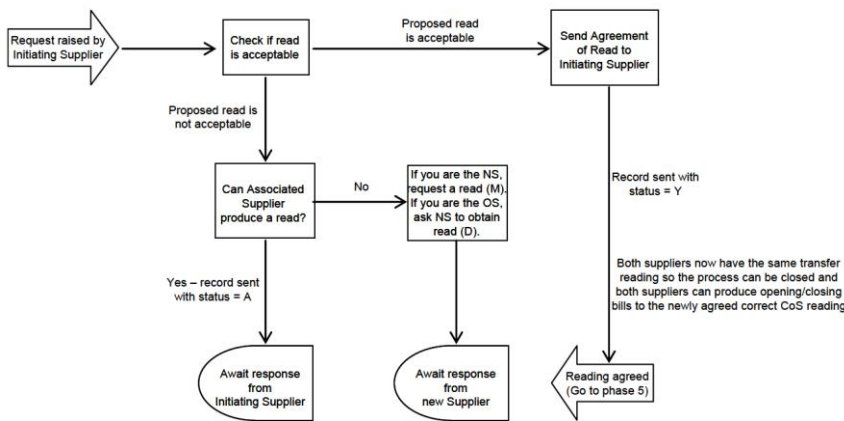 Request raised by
Initiating Supplier
Check if read
is acceptable
Proposed read
is acceptable
Send Agreement
of Read to
Initiating Supplier
Proposed read is
not acceptable
Can Associated
Supplier
produce a read?
No
If you are the NS,
request a read (M).
If you are the OS,
ask NS to obtain
read (D).
Record sent with
status = Y
Yes – record sent
with status = A
Both suppliers now have the same transfer
reading so the process can be closed and
both suppliers can produce opening/closing
bills to the newly agreed correct CoS reading
Await response
from
Initiating Supplier
Await response
from
new Supplier
Reading agreed
(Go to phase 5)